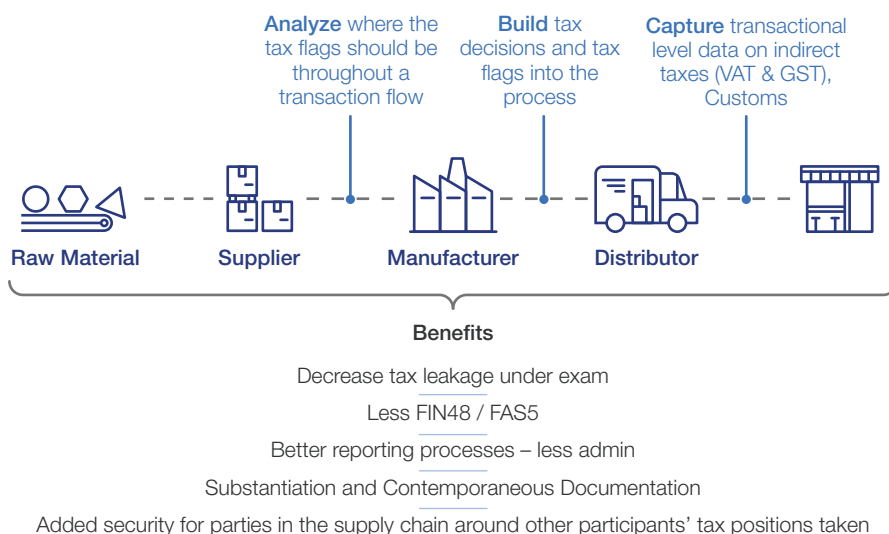 Analyze where the
tax flags should be
throughout a
transaction flow
Build tax
decisions and tax
flags into the
process
Capture transactional
level data on indirect
taxes (VAT & GST),
Customs
Raw Material
Supplier
Manufacturer
Distributor
Benefits
Decrease tax leakage under exam
Less FIN48 / FAS5
Better reporting processes – less admin
Substantiation and Contemporaneous Documentation
Added security for parties in the supply chain around other participants’ tax positions taken